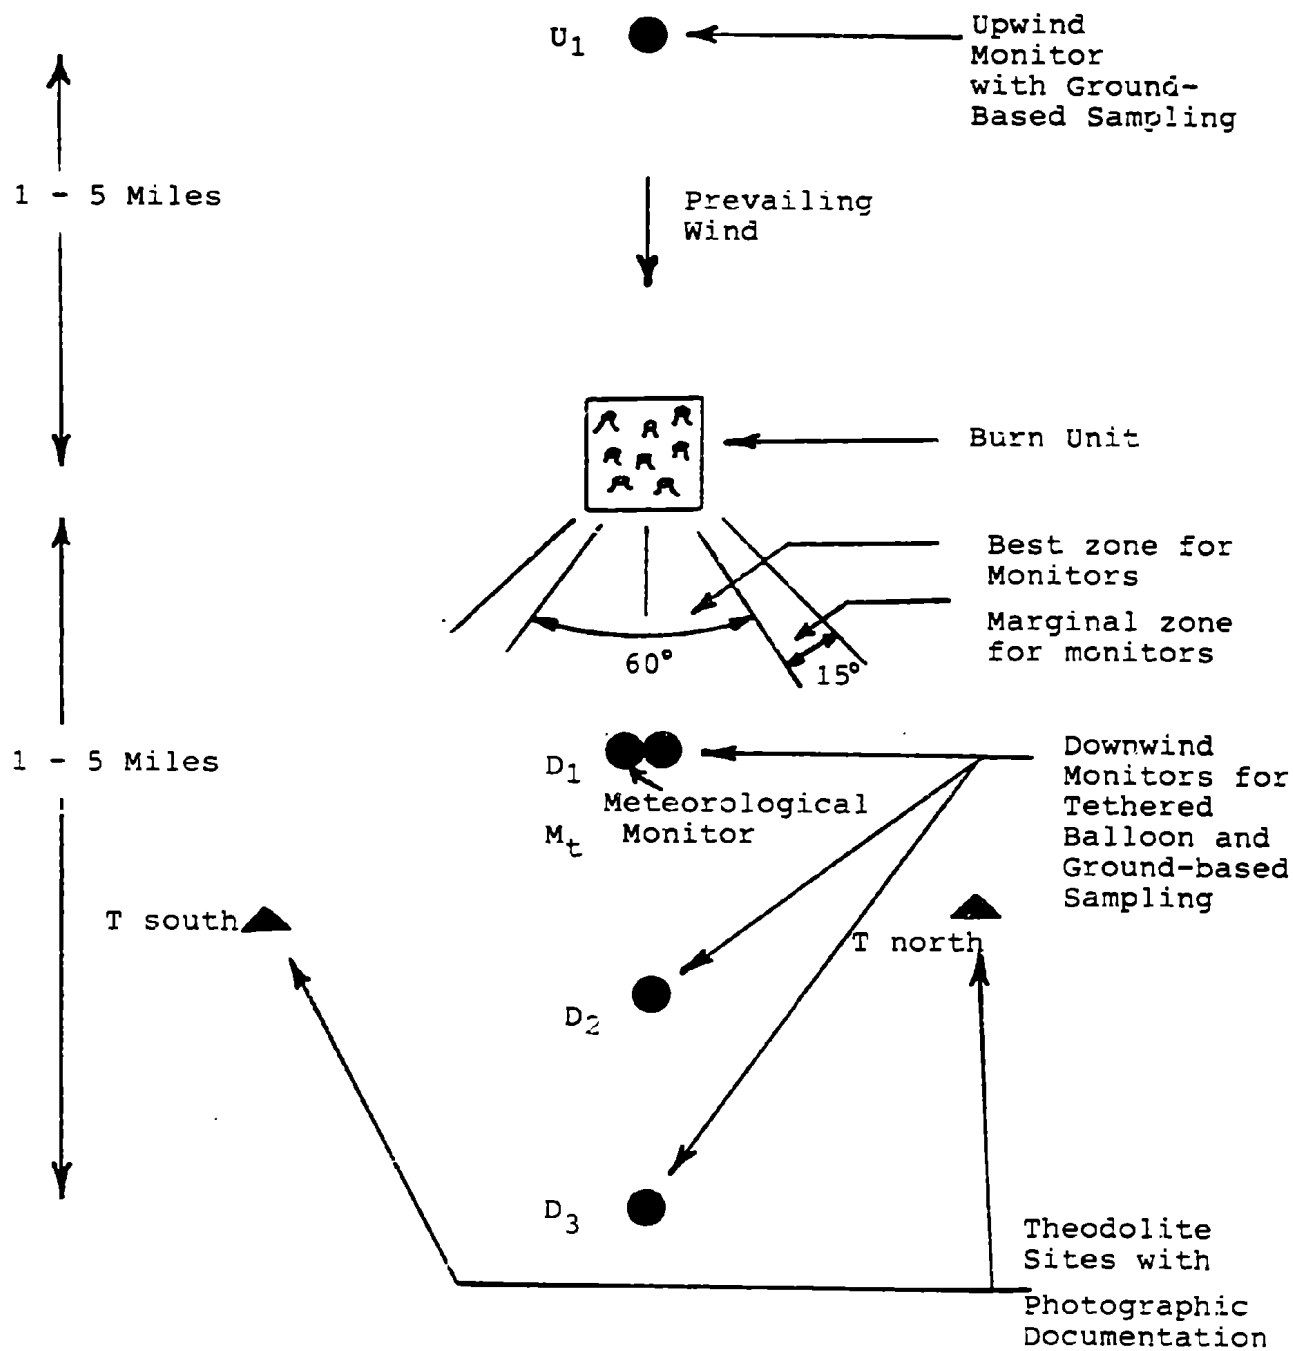 U1
Upwind
Monitor
with Ground-
Based Sampling
1 - 5 Miles
Prevailing
Wind
Burn Unit
Best zone for
Monitors
Marginal zone
for monitors
60°
15°
1 - 5 Miles
D1
Meteorological
Mt Monitor
Downwind
Monitors for
Tethered
Balloon and
Ground-based
Sampling
T south
T north
D2
D3
Theodolite
Sites with
Photographic
Documentation